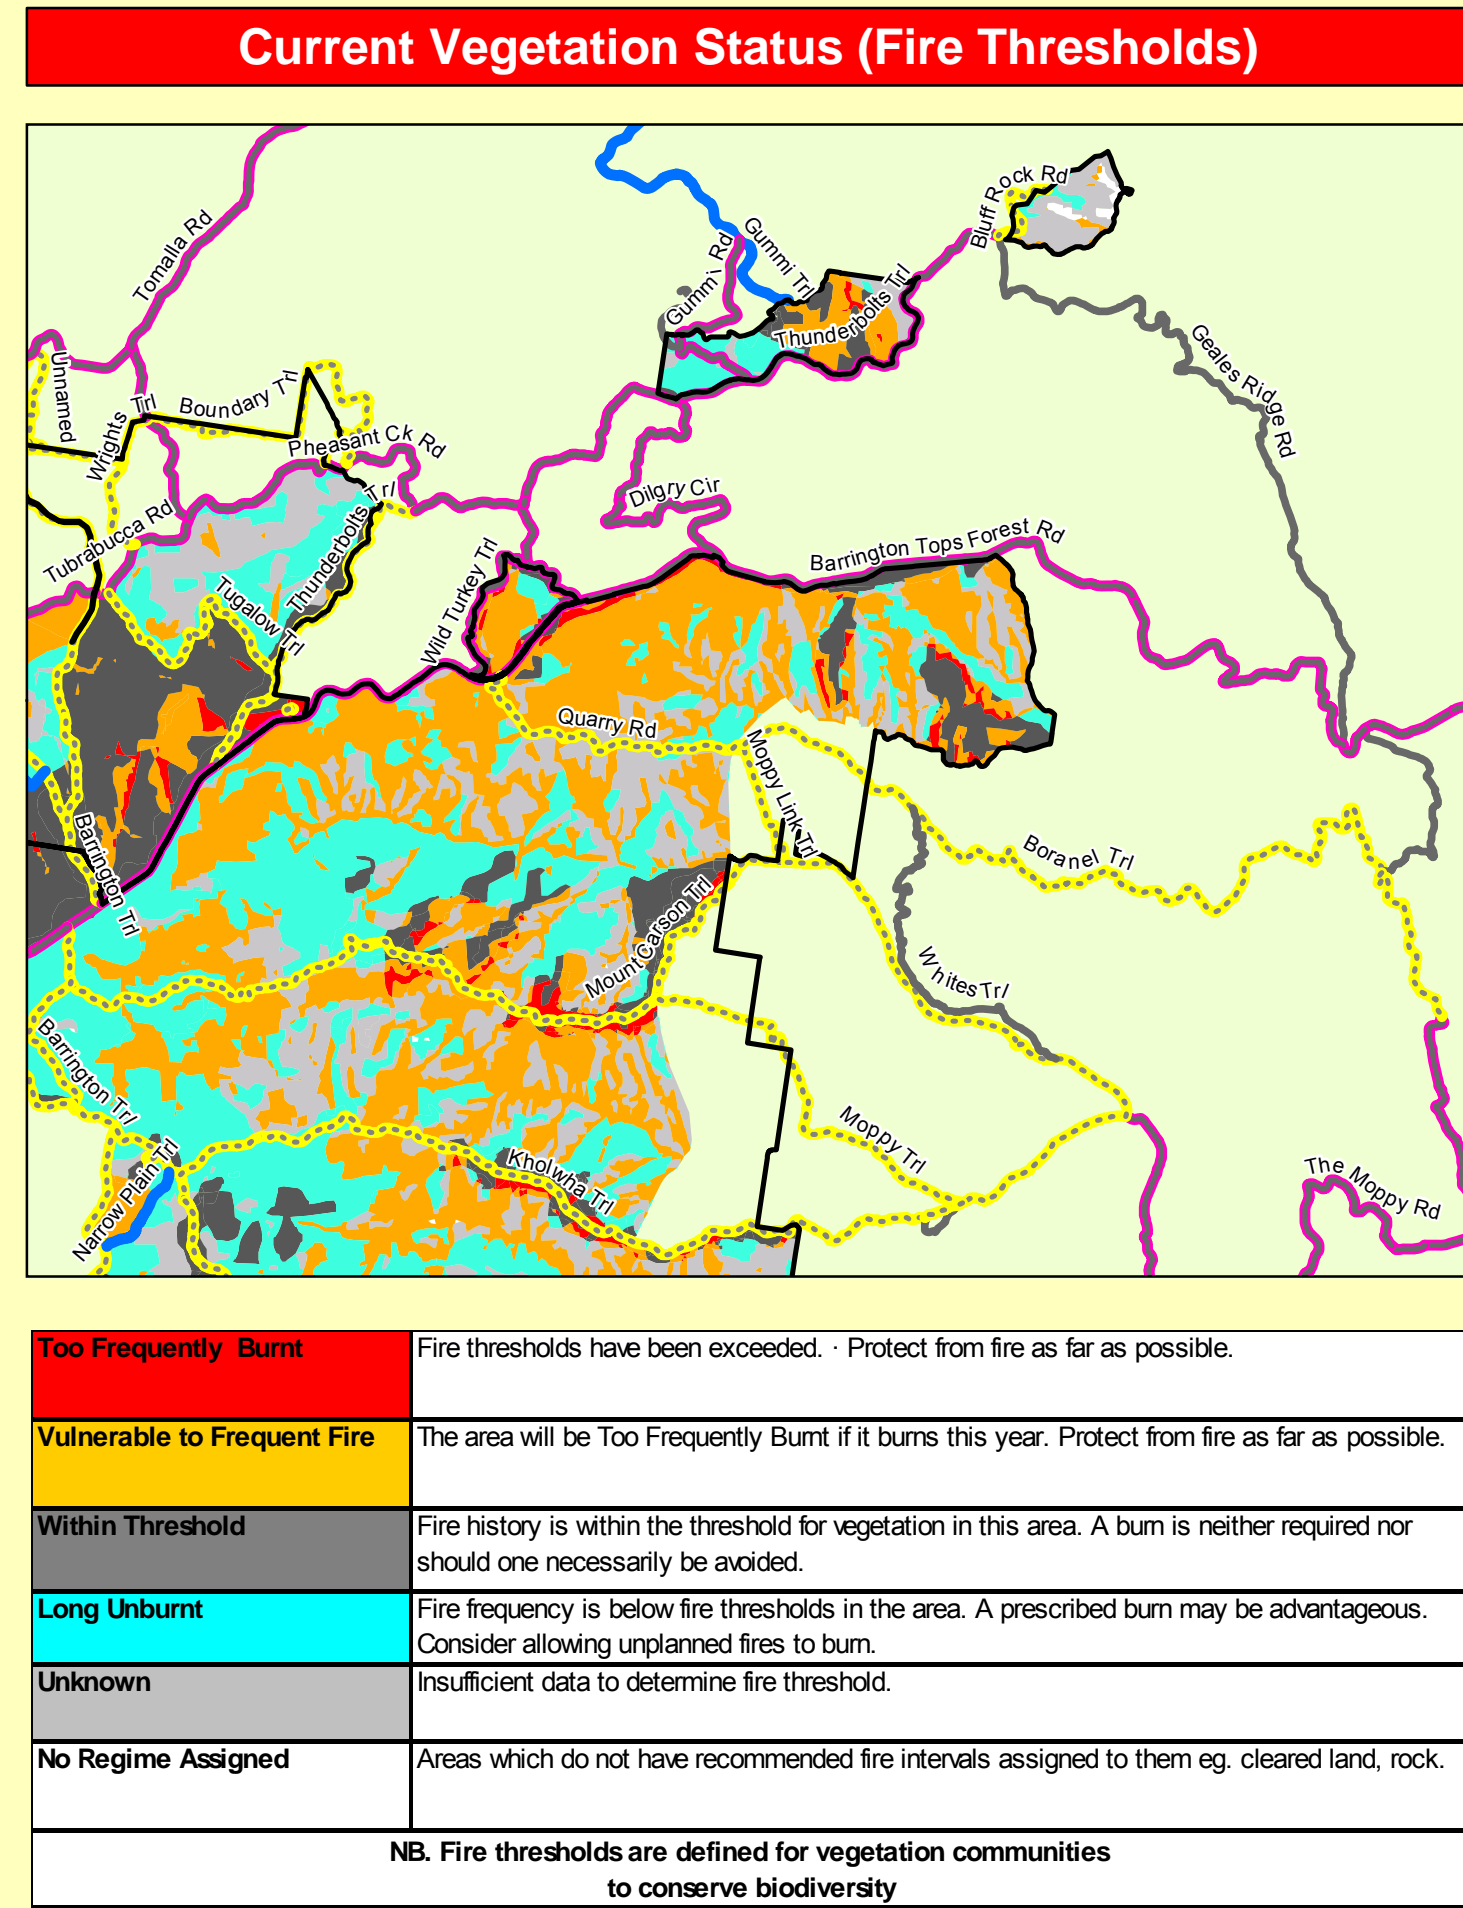 Current Vegetation Status (Fire Thresholds)
Tomalla Rd
Gummi Rd
Gummi Trl
Thunderbolts Trl
Bluff Rock Rd
Geales Ridge Rd
Unnamed
Wrights Trl
Boundary Trl
Pheasant Ck Rd
Tubrabucca Rd
Thunderbolts Trl
Tugalow Trl
Dilgry Cir
Wild Turkey Trl
Barrington Tops Forest Rd
Quarry Rd
Moppy Link Trl
Barrington Trl
Boranel Trl
Mount Carson Trl
Whites Trl
Barrington Trl
Moppy Trl
Kholwha Trl
Narrow Plain Trl
The Moppy Rd
Too Frequently Burnt
Fire thresholds have been exceeded. · Protect from fire as far as possible.
Vulnerable to Frequent Fire
The area will be Too Frequently Burnt if it burns this year. Protect from fire as far as possible.
Within Threshold
Fire history is within the threshold for vegetation in this area. A burn is neither required nor
should one necessarily be avoided.
Long Unburnt
Fire frequency is below fire thresholds in the area. A prescribed burn may be advantageous.
Consider allowing unplanned fires to burn.
Unknown
Insufficient data to determine fire threshold.
No Regime Assigned
Areas which do not have recommended fire intervals assigned to them eg. cleared land, rock.
NB. Fire thresholds are defined for vegetation communities
to conserve biodiversity